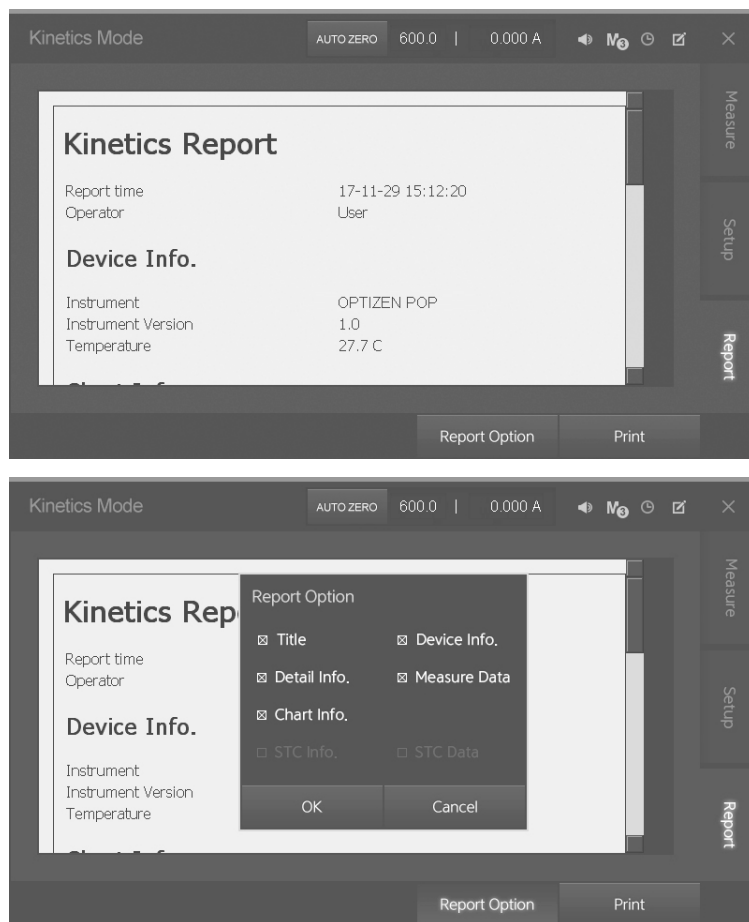 Kinetics Mode
AUTO ZERO 600.0 | 0.000 A
Measure
Setup
Report
Kinetics Report
Report time 17-11-29 15:12:20
Operator User
Device Info.
Instrument OPTIZEN POP
Instrument Version 1.0
Temperature 27.7 C
Report Option Print
Kinetics Mode
AUTO ZERO 600.0 | 0.000 A
Measure
Setup
Report
Kinetics Rep
Report time
Operator
Device Info.
Instrument
Instrument Version
Temperature
Report Option
Title Device Info.
Detail Info. Measure Data
Chart Info.
STC Info. STC Data
OK Cancel
Report Option Print